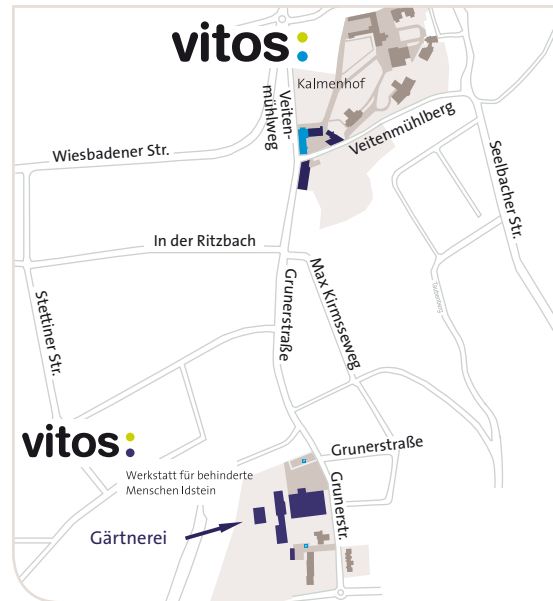 vitos:
Kalmenhof
Veiten-
mühlweg
Veitenmühlberg
Wiesbadener Str.
Seelbacher Str.
In der Ritzbach
Grunerstraße
Max Kirmsseweg
Taubenberg
Stettiner Str.
vitos:
Werkstatt für behinderte
Menschen Idstein
Grunerstraße
Grunerstr.
Gärtnerei